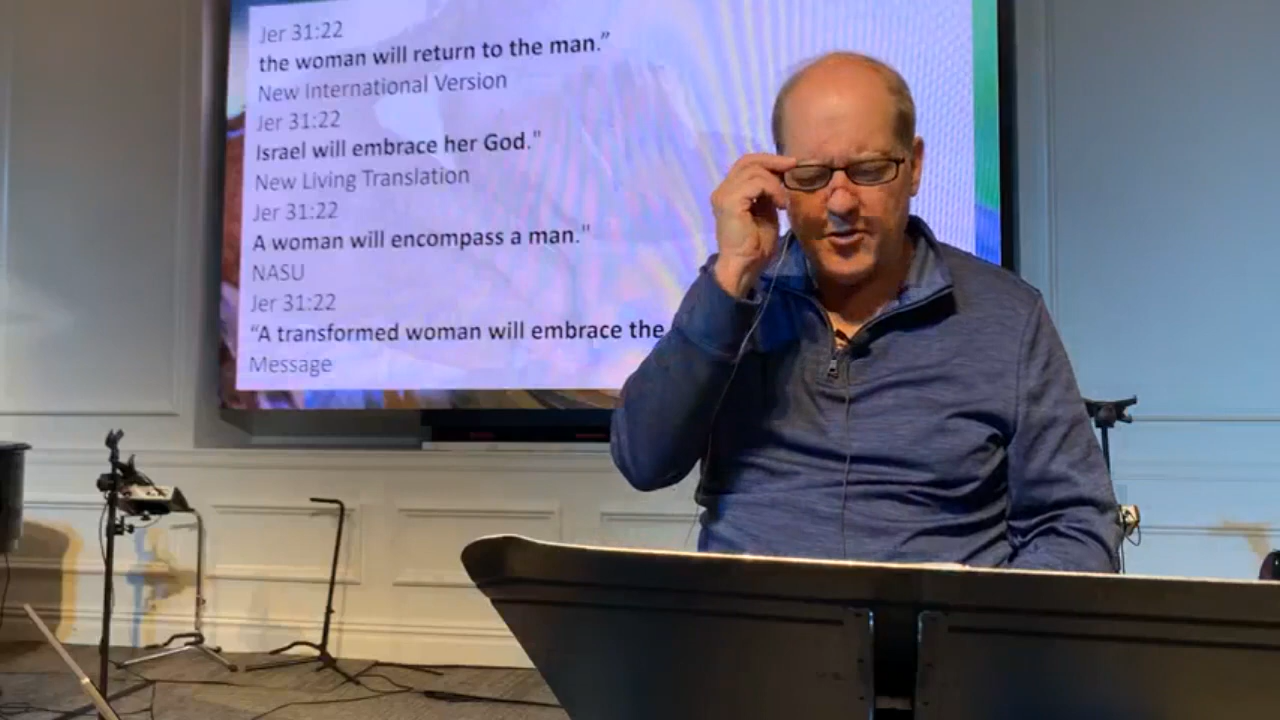 Jer 31:22
the woman will return to the man.”
New International Version
Jer 31:22
Israel will embrace her God."
New Living Translation
Jer 31:22
A woman will encompass a man."
NASU
Jer 31:22
“A transformed woman will embrace the
Message